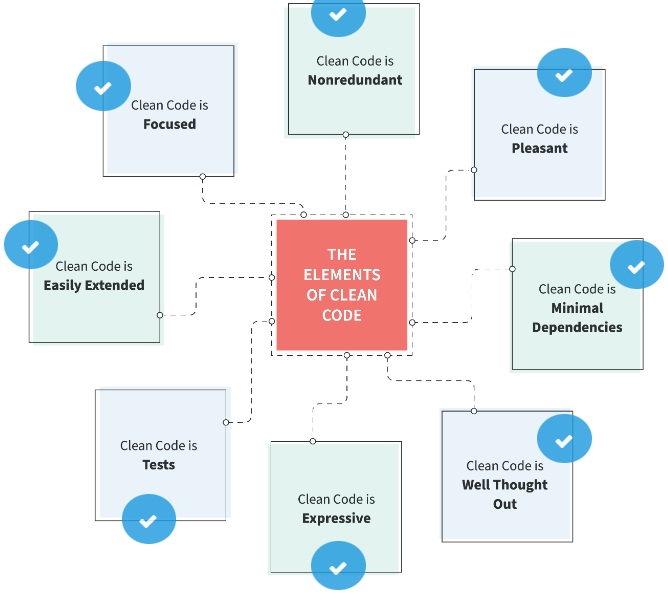 Clean Code is
Nonredundant
Clean Code is
Focused
Clean Code is
Pleasant
THE
ELEMENTS
OF CLEAN
CODE
Clean Code is
Easily Extended
Clean Code is
Minimal
Dependencies
Clean Code is
Tests
Clean Code is
Expressive
Clean Code is
Well Thought
Out